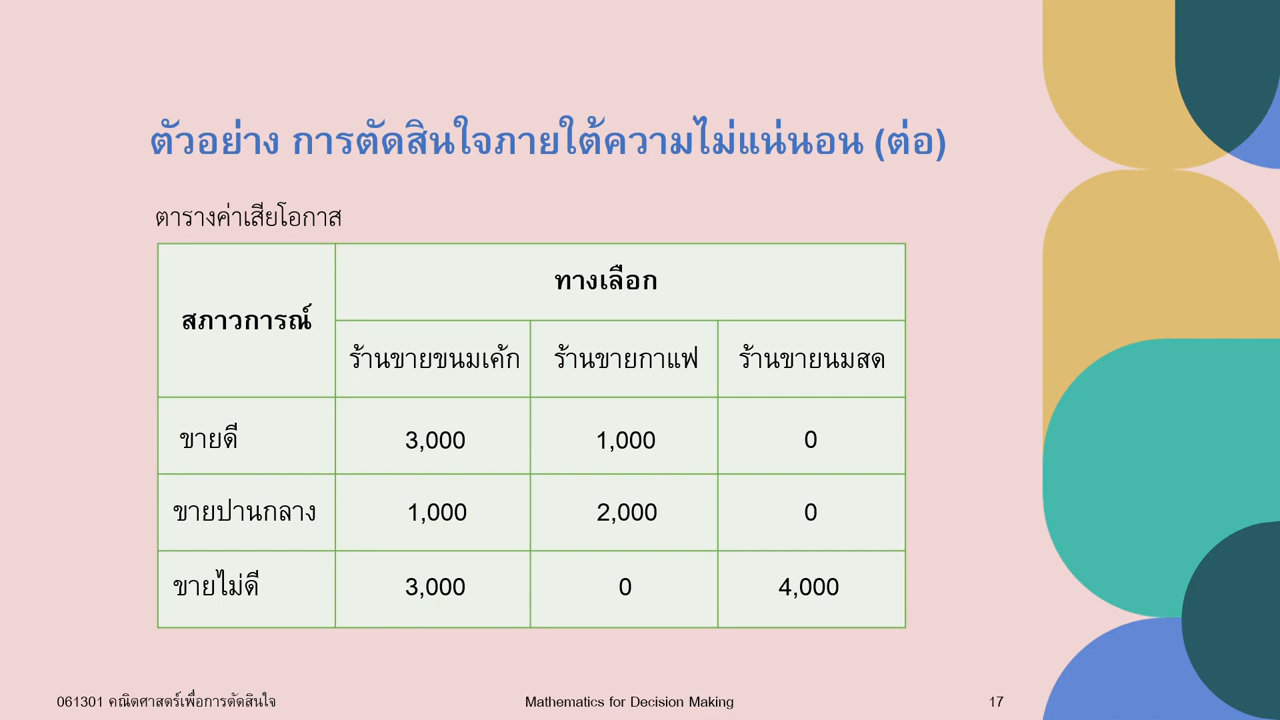 ตัวอย่าง การตัดสินใจภายใต้ความไม่แน่นอน (ต่อ)
ตารางค่าเสียโอกาส
สภาวการณ์
ทางเลือก
ร้านขายขนมเค้ก ร้านขายกาแฟ ร้านขายนมสด
ขายดี 3,000 1,000 0
ขายปานกลาง 1,000 2,000 0
ขายไม่ดี 3,000 0 4,000
061301 คณิตศาสตร์เพื่อการตัดสินใจ Mathematics for Decision Making 17